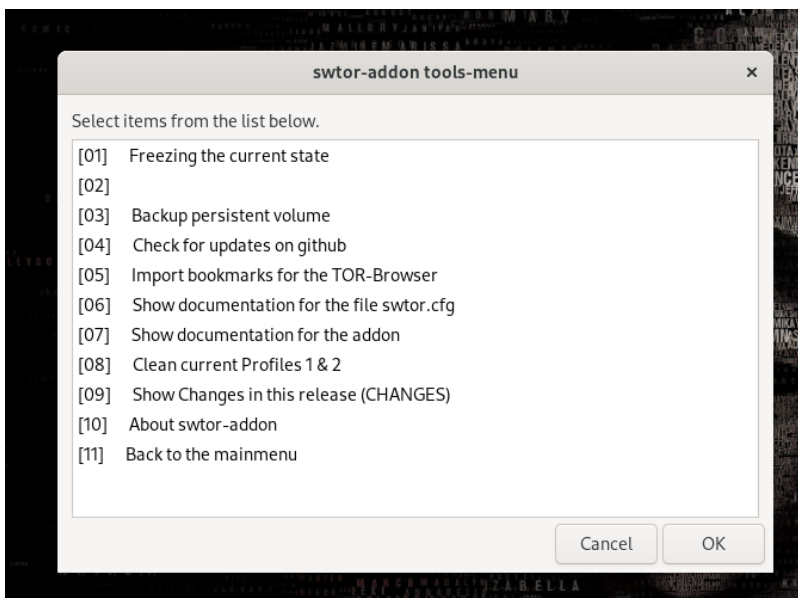 swtor-addon tools-menu
×
Select items from the list below.
[01] Freezing the current state
[02]
[03] Backup persistent volume
[04] Check for updates on github
[05] Import bookmarks for the TOR-Browser
[06] Show documentation for the file swtor.cfg
[07] Show documentation for the addon
[08] Clean current Profiles 1 & 2
[09] Show Changes in this release (CHANGES)
[10] About swtor-addon
[11] Back to the mainmenu
Cancel OK